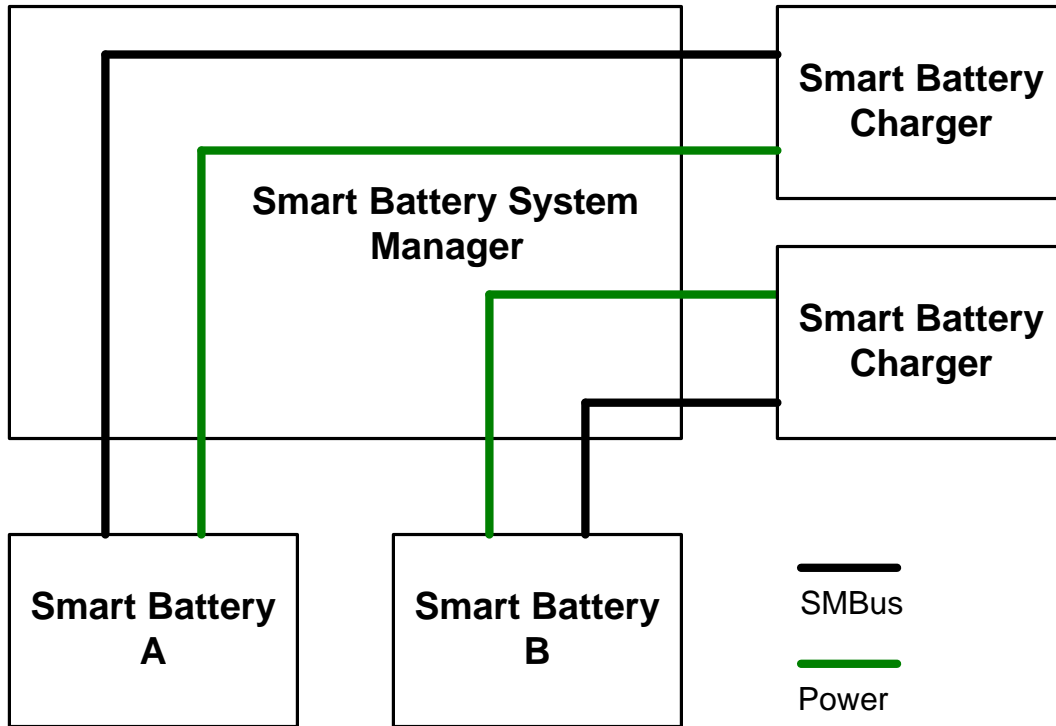 Smart Battery
Charger
Smart Battery System
Manager
Smart Battery
Charger
Smart Battery
A
Smart Battery
B
SMBus
Power